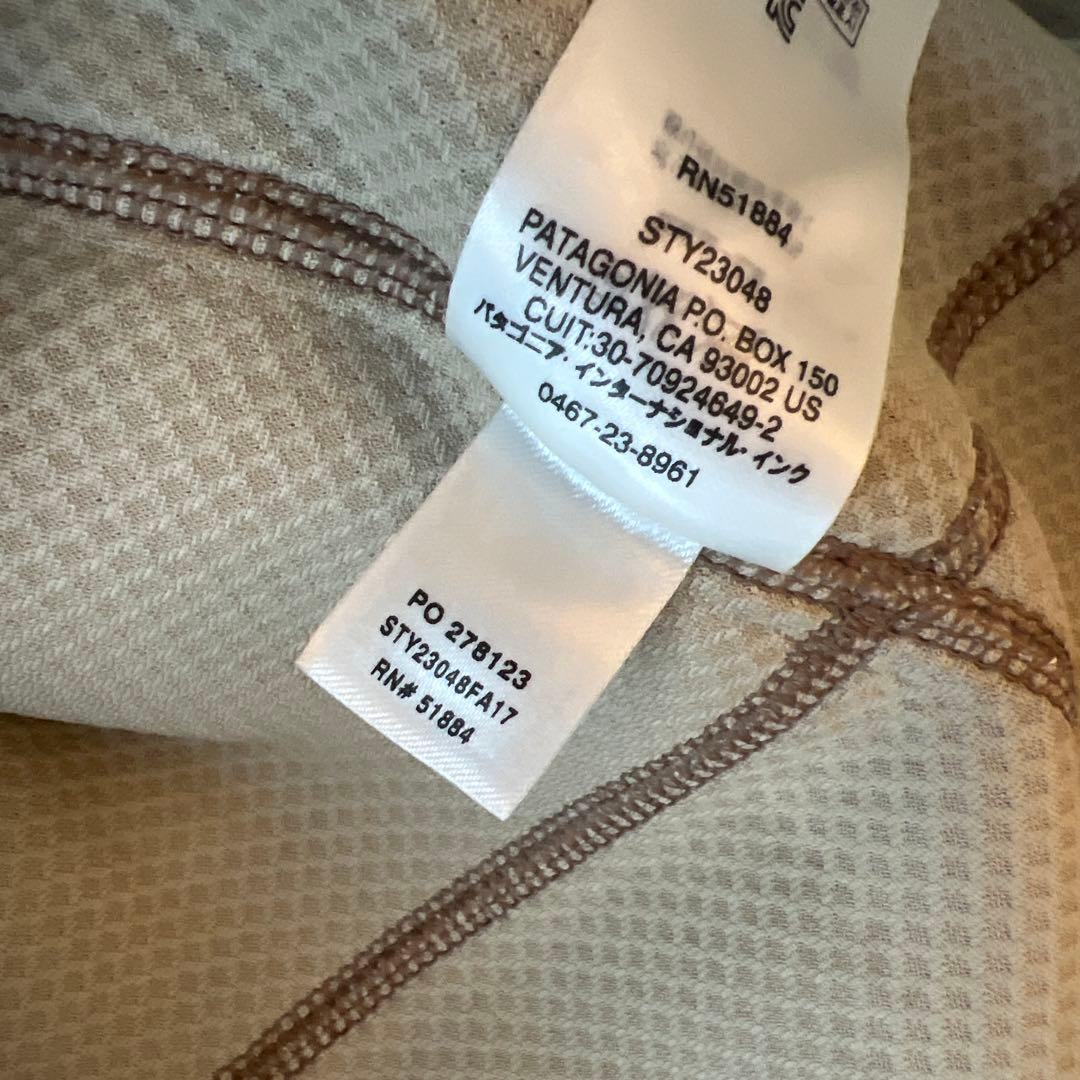 RN51884
STY23048
PATAGONIA P.O. BOX 150
VENTURA, CA 93002 US
CUIT:30-70924649-2
パタゴニア・インターナショナル・インク
0467-23-8961
PO 278123
STY23048FA17
RN# 51884